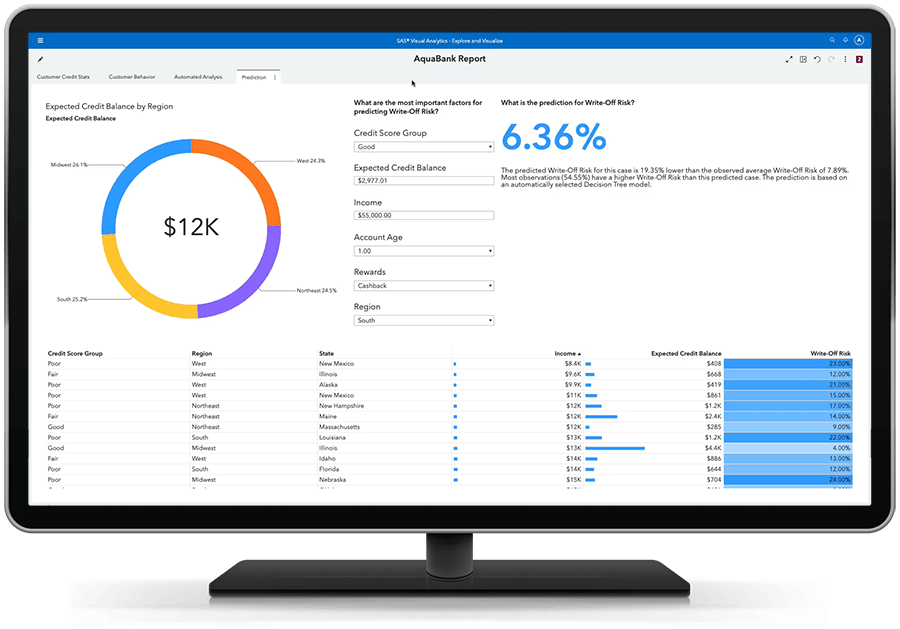 SAS® Visual Analytics - Explore and Visualize
A
AquaBank Report
2
Customer Credit Stats
Customer Behavior
Automated Analysis
Prediction
Expected Credit Balance by Region
Expected Credit Balance
Midwest 26.1%
West 24.3%
$12K
South 25.2%
Northeast 24.5%
What are the most important factors for
predicting Write-Off Risk?
Credit Score Group
Good
Expected Credit Balance
$2,977.01
Income
$55,000.00
Account Age
1.00
Rewards
Cashback
Region
South
What is the prediction for Write-Off Risk?
6.36%
The predicted Write-Off Risk for this case is 19.35% lower than the observed average Write-Off Risk of 7.89%.
Most observations (54.55%) have a higher Write-Off Risk than this predicted case. The prediction is based on
an automatically selected Decision Tree model.
Credit Score Group Region State Income Expected Credit Balance Write-Off Risk
Poor West New Mexico $8.4K $408 23.00%
Fair Midwest Illinois $9.6K $668 12.00%
Poor West Alaska $9.9K $419 21.00%
Poor West New Mexico $11K $861 15.00%
Poor Northeast New Hampshire $12K $1.2K 17.00%
Fair Northeast Maine $12K $2.4K 14.00%
Good Northeast Massachusetts $12K $285 9.00%
Poor South Louisiana $13K $1.2K 22.00%
Good Midwest Illinois $13K $4.4K 4.00%
Fair West Idaho $14K $886 13.00%
Poor South Florida $14K $644 12.00%
Poor Midwest Nebraska $15K $704 24.00%